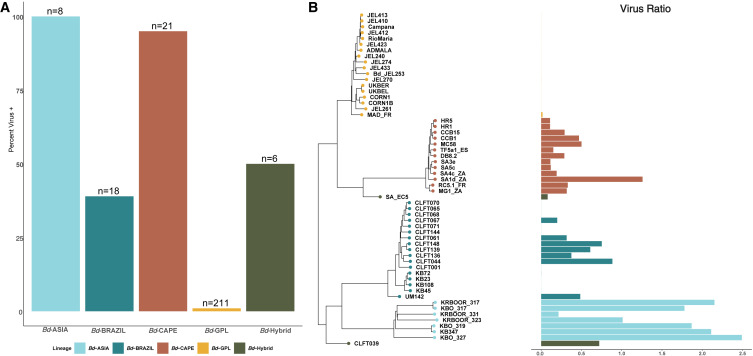 A
B
Virus Ratio
Percent Virus +
100
75
50
25
0
n=8
n=18
n=21
n=211
n=6
Bd-ASIA
Bd-BRAZIL
Bd-CAPE
Bd-GPL
Bd-Hybrid
Lineage Bd-ASIA Bd-BRAZIL Bd-CAPE Bd-GPL Bd-Hybrid
JEL413
JEL410
Campana
JEL412
RioMaria
JEL423
ADMALA
JEL240
JEL274
JEL433
Bd_JEL253
JEL270
UKBER
UKBEL
CORN1
CORN1B
JEL261
MAD_FR
HR5
HR1
CCB15
CCB1
MC58
TF5a1_ES
DB8.2
SA3e
SA5c
SA4c_ZA
SA1d_ZA
RC5.1_FR
MG1_ZA
SA_EC5
CLFT070
CLFT065
CLFT068
CLFT067
CLFT071
CLFT144
CLFT061
CLFT148
CLFT139
CLFT136
CLFT044
CLFT001
KB72
KB23
KB108
KB45
UM142
KRBOOR_317
KBO_317
KRBOOR_331
KRBOOR_323
KBO_319
KB347
KBO_327
CLFT039
0.0 0.5 1.0 1.5 2.0 2.5